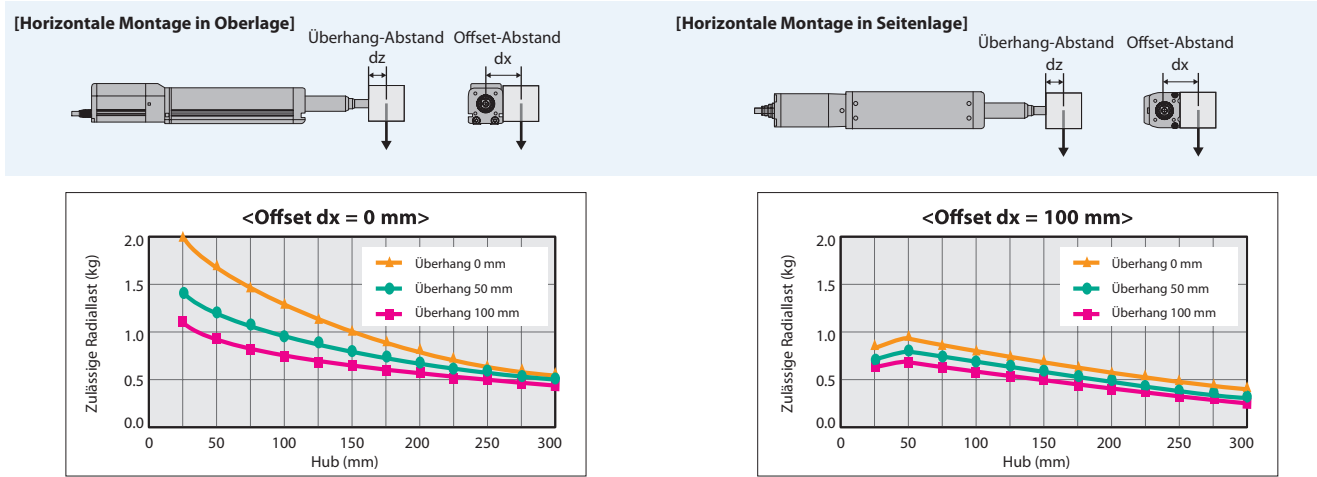 [Horizontale Montage in Oberlage]
Überhang-Abstand
dz
Offset-Abstand
dx
[Horizontale Montage in Seitenlage]
Überhang-Abstand
dz
Offset-Abstand
dx
<Offset dx = 0 mm>
Zulässige Radiallast (kg)
2.0
1.5
1.0
0.5
0.0
0 50 100 150 200 250 300
Hub (mm)
Überhang 0 mm
Überhang 50 mm
Überhang 100 mm
<Offset dx = 100 mm>
Zulässige Radiallast (kg)
2.0
1.5
1.0
0.5
0.0
0 50 100 150 200 250 300
Hub (mm)
Überhang 0 mm
Überhang 50 mm
Überhang 100 mm